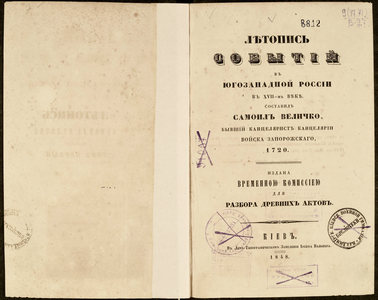 8812
ЛѢТОПИСЬ
СОБЫТІЙ
ВЪ
ЮГОЗАПАДНОЙ РОССІИ
ВЪ XVII-мъ ВѢКѢ.
СОСТАВИЛЪ
САМОИЛЪ ВЕЛИЧКО,
БЫВШІЙ КАНЦЕЛЯРИСТЪ КАНЦЕЛЯРІИ
ВОЙСКА ЗАПОРОЖСКАГО,
1720.
ИЗДАНА
ВРЕМЕННОЮ КОММИССІЕЮ
ДЛЯ
РАЗБОРА ДРЕВНИХЪ АКТОВЪ.
КІЕВЪ.
1848.